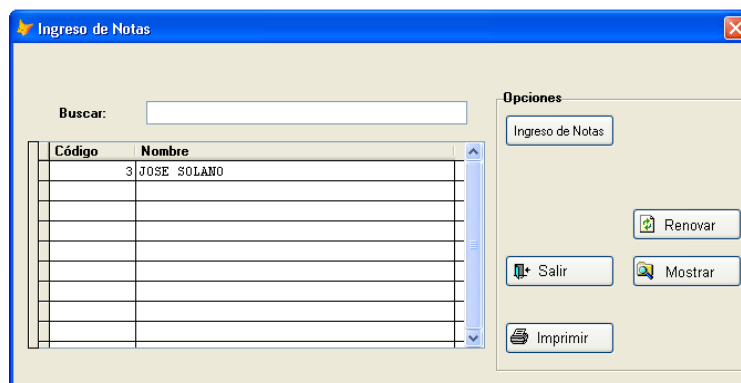 Ingreso de Notas
Buscar:
Código Nombre
3 JOSE SOLANO
Opciones
Ingreso de Notas
Renovar
Salir Mostrar
Imprimir